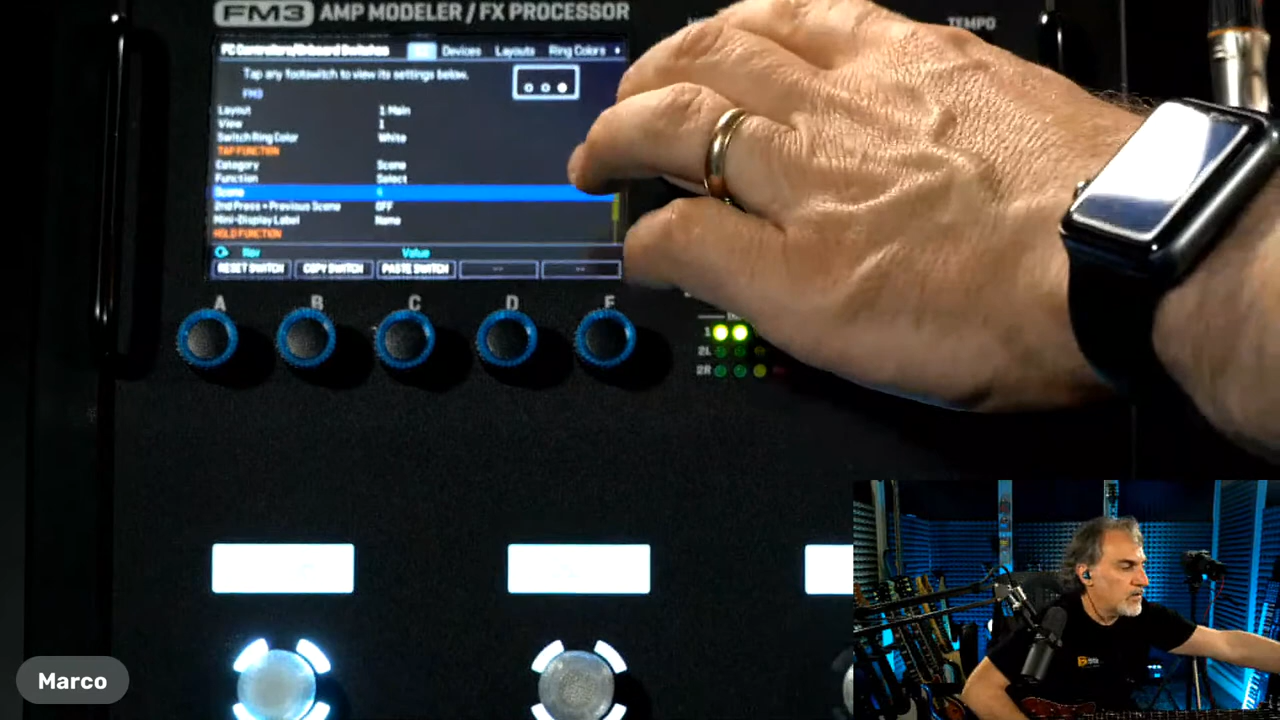 FM3 AMP MODELER / FX PROCESSOR
TEMPO
FC Controllers/Onboard Switches Devices Layouts Ring Colors
Tap any footswitch to view its settings below.
FM3
Layout 1 Main
View 1
Switch Ring Color White
TAP FUNCTION
Category Scene
Function Select
Scene 4
2nd Press = Previous Scene OFF
Mini-Display Label Name
HOLD FUNCTION
Nav Value
RESET SWITCH COPY SWITCH PASTE SWITCH -- --
A B C D E
1
2L
2R
Marco